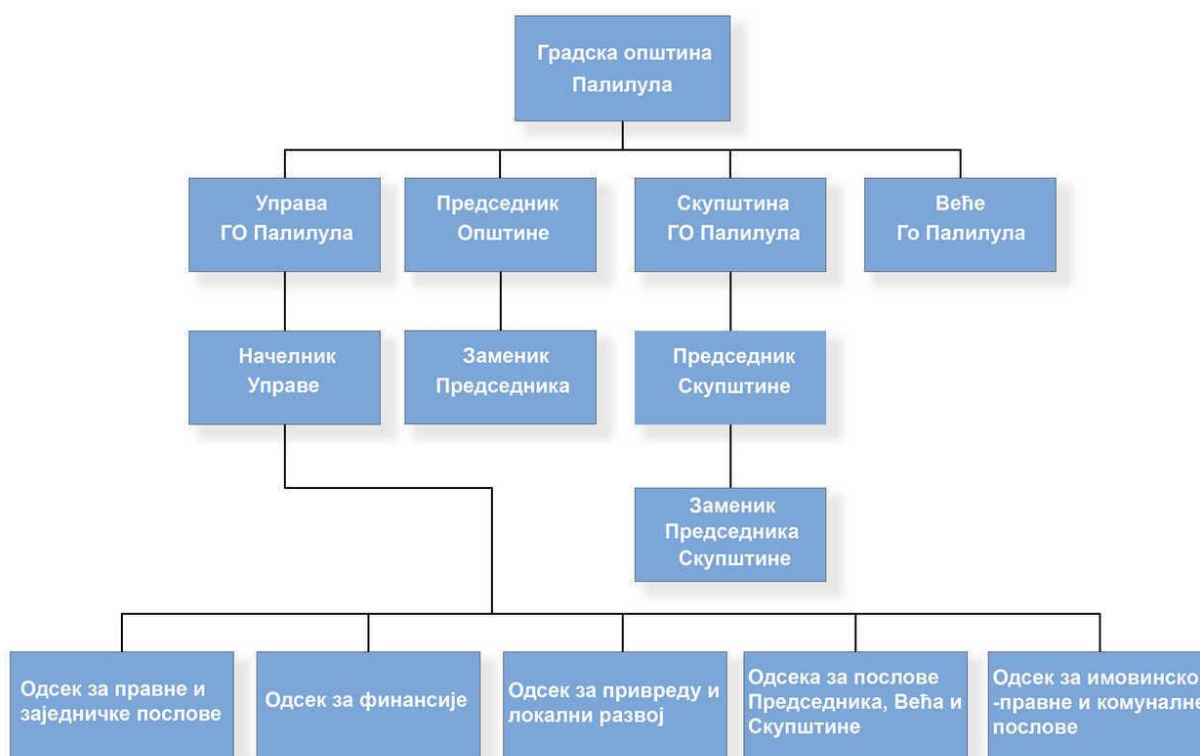 Градска општина
Палилула
Управа
ГО Палилула
Председник
Општине
Скупштина
ГО Палилула
Веће
Го Палилула
Начелник
Управе
Заменик
Председника
Председник
Скупштине
Заменик
Председника
Скупштине
Одсек за правне и
заједничке послове
Одсек за финансије
Одсек за привреду и
локални развој
Одсека за послове
Председника, Већа и
Скупштине
Одсек за имовинско
-правне и комуналне
послове